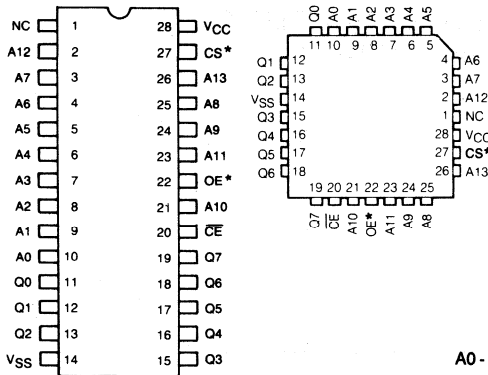 NC 1 28 VCC
A12 2 27 CS*
A7 3 26 A13
A6 4 25 A8
A5 5 24 A9
A4 6 23 A11
A3 7 22 OE*
A2 8 21 A10
A1 9 20 CE
A0 10 19 Q7
Q0 11 18 Q6
Q1 12 17 Q5
Q2 13 16 Q4
VSS 14 15 Q3
Q0 A0 A1 A2 A3 A4 A5
11 10 9 8 7 6 5
Q1 12 4 A6
Q2 13 3 A7
VSS 14 2 A12
Q3 15 1 NC
Q4 16 28 VCC
Q5 17 27 CS*
Q6 18 26 A13
19 20 21 22 23 24 25
Q7 CE A10 OE* A11 A9 A8
A0 -